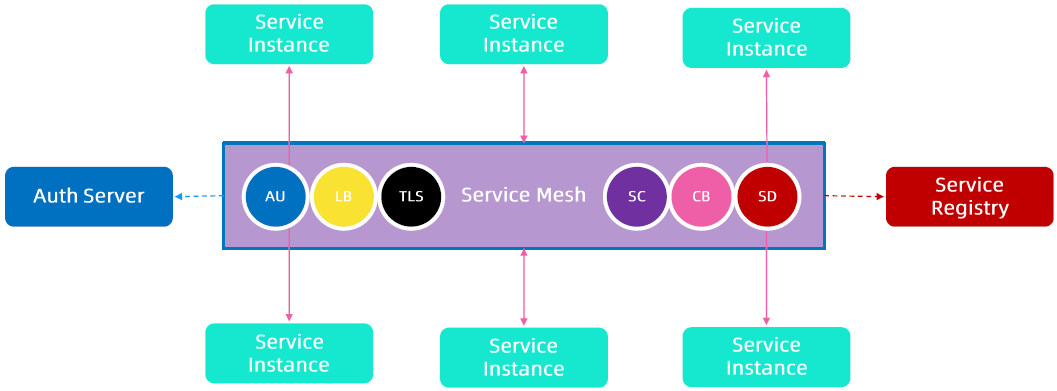 Service
Instance
Service
Instance
Service
Instance
Auth Server
AU
LB
TLS
Service Mesh
SC
CB
SD
Service
Registry
Service
Instance
Service
Instance
Service
Instance